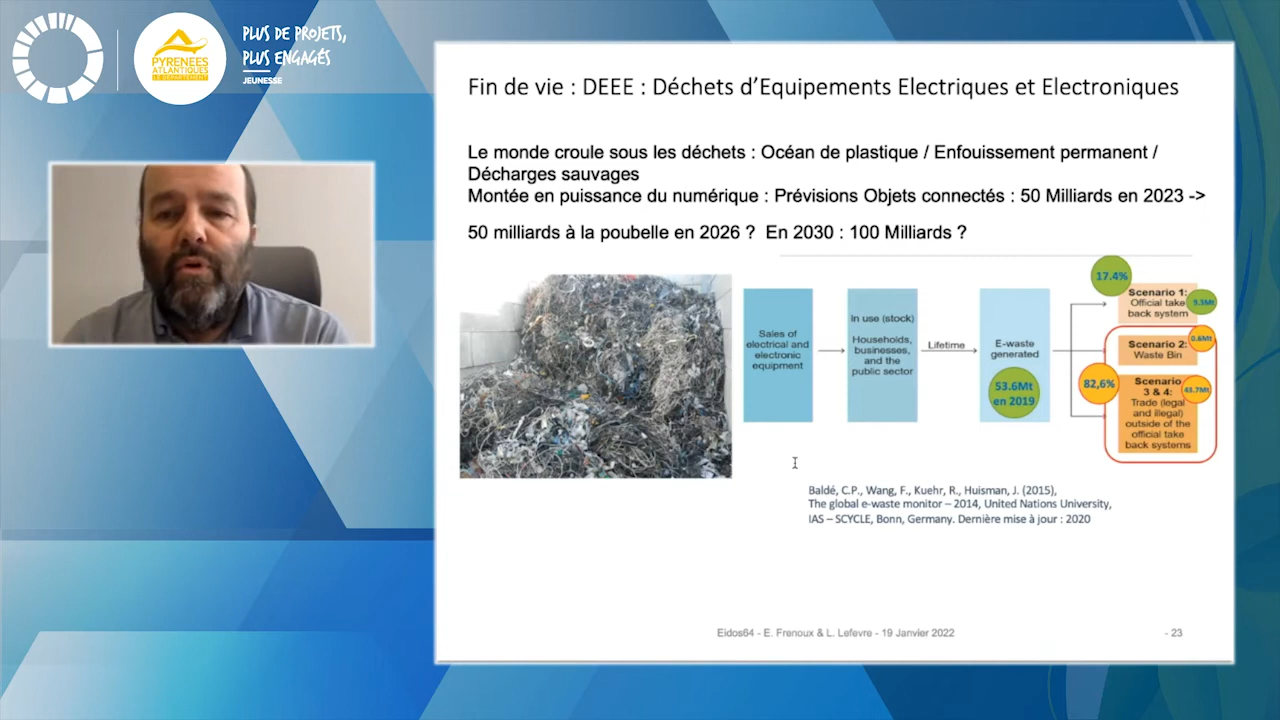 PLUS DE PROJETS,
PLUS ENGAGÉS
JEUNESSE
PYRÉNÉES
ATLANTIQUES
LE DÉPARTEMENT
Fin de vie : DEEE : Déchets d’Equipements Electriques et Electroniques
Le monde croule sous les déchets : Océan de plastique / Enfouissement permanent /
Décharges sauvages
Montée en puissance du numérique : Prévisions Objets connectés : 50 Milliards en 2023 ->
50 milliards à la poubelle en 2026 ? En 2030 : 100 Milliards ?
Sales of
electrical and
electronic
equipment
In use (stock)
Households,
businesses,
and the
public sector
Lifetime
E-waste
generated
53.6Mt
en 2019
17.4%
Scenario 1:
Official take
back system
9.3Mt
Scenario 2:
Waste Bin
0.6Mt
82,6%
Scenario
3 & 4:
Trade (legal
and illegal)
outside of the
official take
back systems
43.7Mt
Baldé, C.P., Wang, F., Kuehr, R., Huisman, J. (2015),
The global e-waste monitor – 2014, United Nations University,
IAS – SCYCLE, Bonn, Germany. Dernière mise à jour : 2020
Eidos64 - E. Frenoux & L. Lefevre - 19 Janvier 2022
- 23